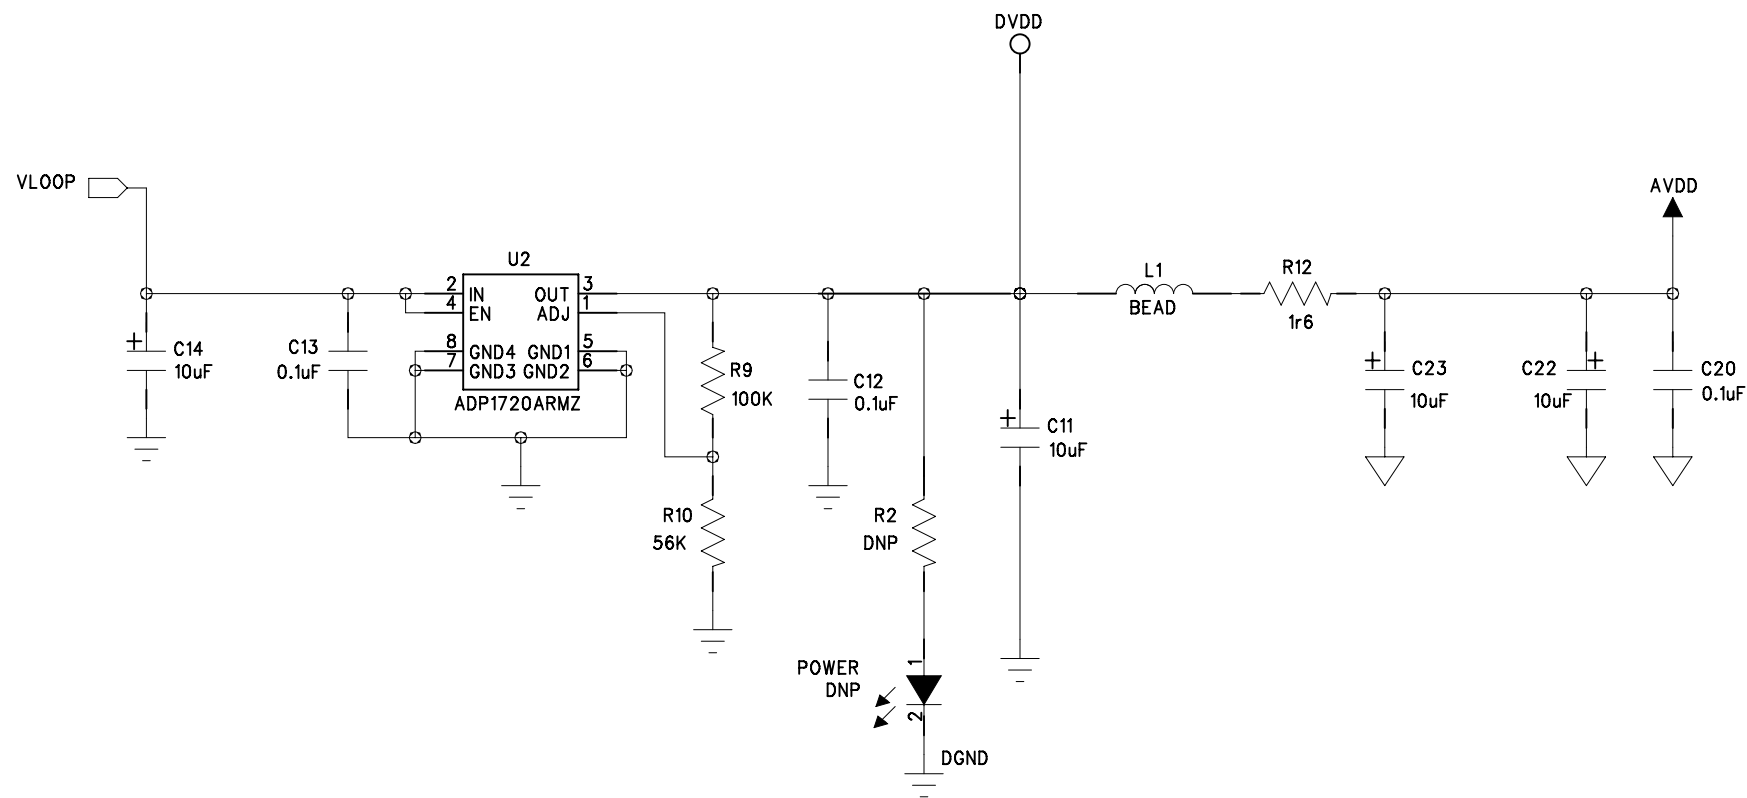 DVDD
VLOOP
AVDD
U2
2 IN OUT 3
4 EN ADJ 1
8 GND4 GND1 5
7 GND3 GND2 6
ADP1720ARMZ
L1
BEAD
R12
1r6
+ C14
10uF
C13
0.1uF
R9
100K
C12
0.1uF
+ C11
10uF
+ C23
10uF
C22 +
10uF
C20
0.1uF
R10
56K
R2
DNP
POWER
DNP
1
2
DGND